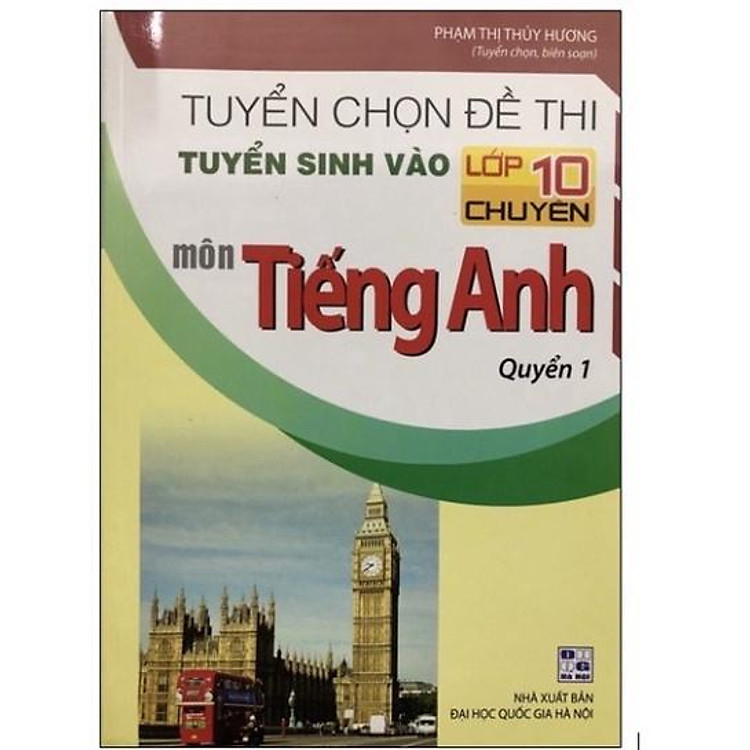 PHẠM THỊ THÚY HƯƠNG
(Tuyển chọn, biên soạn)
TUYỂN CHỌN ĐỀ THI
TUYỂN SINH VÀO LỚP 10
CHUYÊN
môn Tiếng Anh
Quyển 1
NHÀ XUẤT BẢN
ĐẠI HỌC QUỐC GIA HÀ NỘI